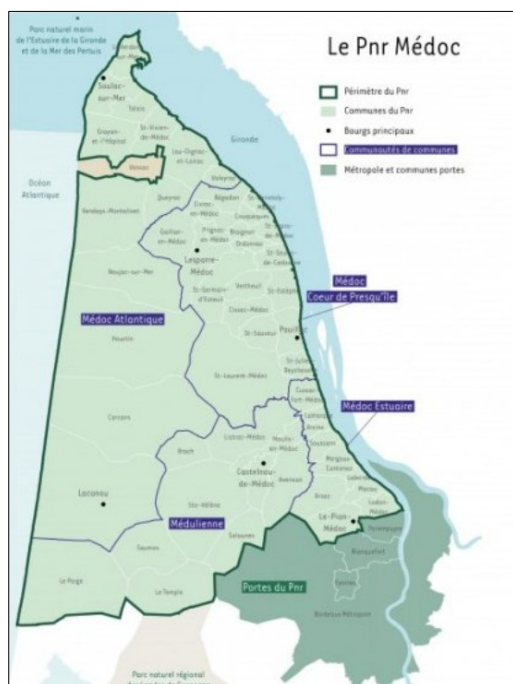 Parc naturel marin
de l'Estuaire de la Gironde
et de la Mer des Pertuis
Le Pnr Médoc
Périmètre du Pnr
Communes du Pnr
Bourgs principaux
Communautés de communes
Métropole et communes portes
Soulac-
sur-Mer
Talais
Grayan-
et-l'Hôpital
St-Vivien-
de-Médoc
Jau-Dignac-
et-Loirac
Gironde
Vensac
Océan
Atlantique
Valeyrac
Vendays-Montalivet
Queyrac
Bégadan
Civrac-
en-Médoc
Couquèques
Gaillan-
en-Médoc
Prignac-
en-Médoc
Blaignan
Ordonnac
Lesparre-
Médoc
Naujac-sur-Mer
St-Germain
d'Esteuil
Vertheuil
St-Estèphe
Cissac-Médoc
Médoc
Coeur de Presqu'île
Médoc Atlantique
Hourtin
St-Sauveur
Pauillac
St-Laurent-Médoc
St-Julien-
Beychevelle
Cussac-
Fort-Médoc
Médoc Estuaire
Lamarque
Arcins
Carcans
Listrac-Médoc
Moulis-
en-Médoc
Soussans
Brach
Margaux-
Cantenac
Castelnau-
de-Médoc
Avensan
Labarde
Macau
Arsac
Ludon-
Médoc
Lacanau
Ste-Hélène
Médulienne
Le-Pian-
Médoc
Parempuyre
Salaunes
Saumos
Blanquefort
Le Porge
Le Temple
Portes du Pnr
Eysines
Bordeaux Métropole
Parc naturel régional